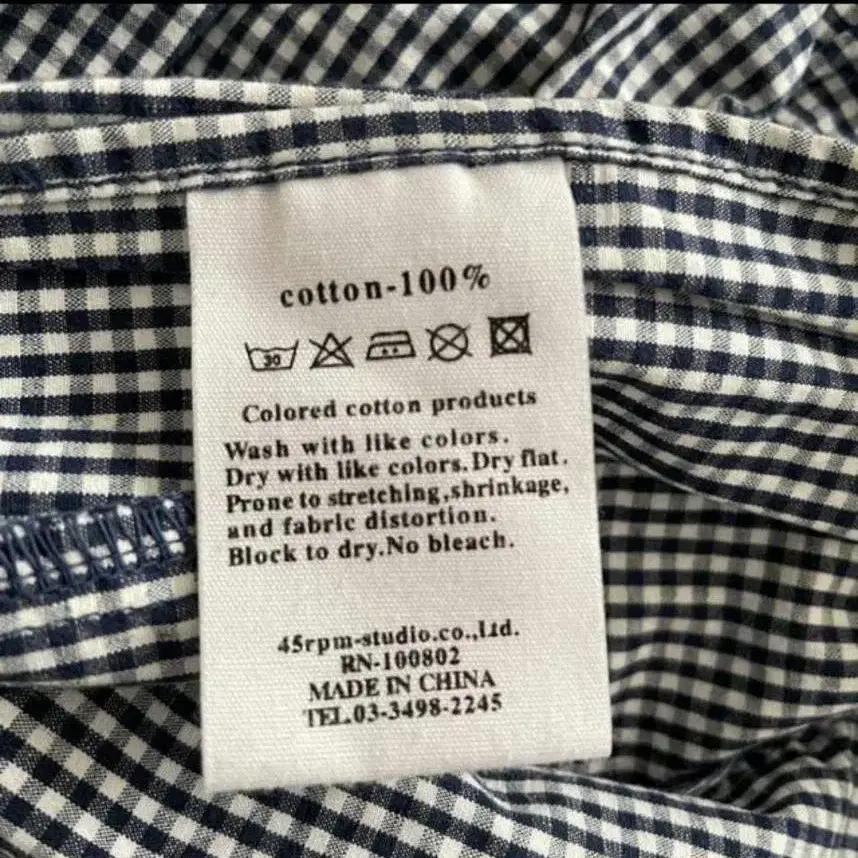 cotton-100%
30
Colored cotton products
Wash with like colors.
Dry with like colors.Dry flat.
Prone to stretching,shrinkage,
and fabric distortion.
Block to dry.No bleach.
45rpm-studio.co.,Ltd.
RN-100802
MADE IN CHINA
TEL.03-3498-2245